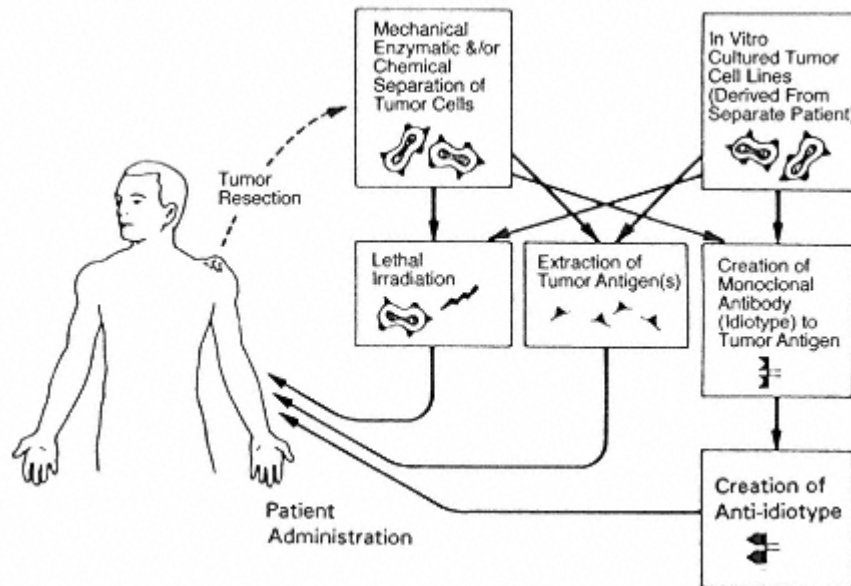 Mechanical
Enzymatic &/or
Chemical
Separation of
Tumor Cells
In Vitro
Cultured Tumor
Cell Lines
(Derived From
Separate Patient)
Tumor
Resection
Lethal
Irradiation
Extraction of
Tumor Antigen(s)
Creation of
Monoclonal
Antibody
(Idiotype) to
Tumor Antigen
Patient
Administration
Creation of
Anti-idiotype